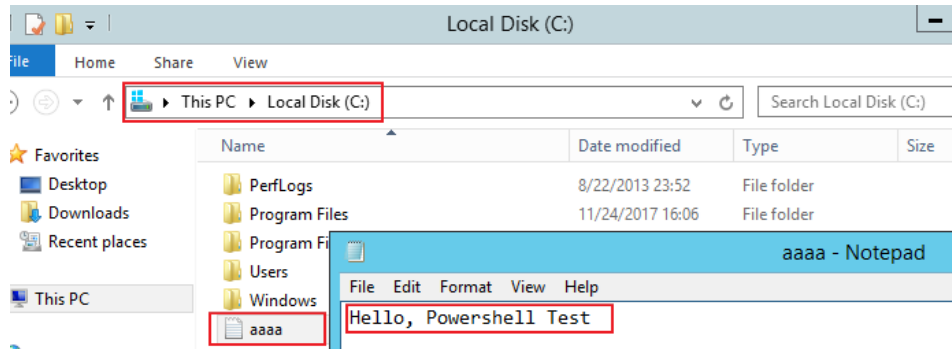 Local Disk (C:)
File Home Share View
This PC Local Disk (C:) Search Local Disk (C:)
Name Date modified Type Size
Favorites
Desktop
Downloads
Recent places
This PC
PerfLogs 8/22/2013 23:52 File folder
Program Files 11/24/2017 16:06 File folder
Program Fi
Users
Windows
aaaa
aaaa - Notepad
File Edit Format View Help
Hello, Powershell Test